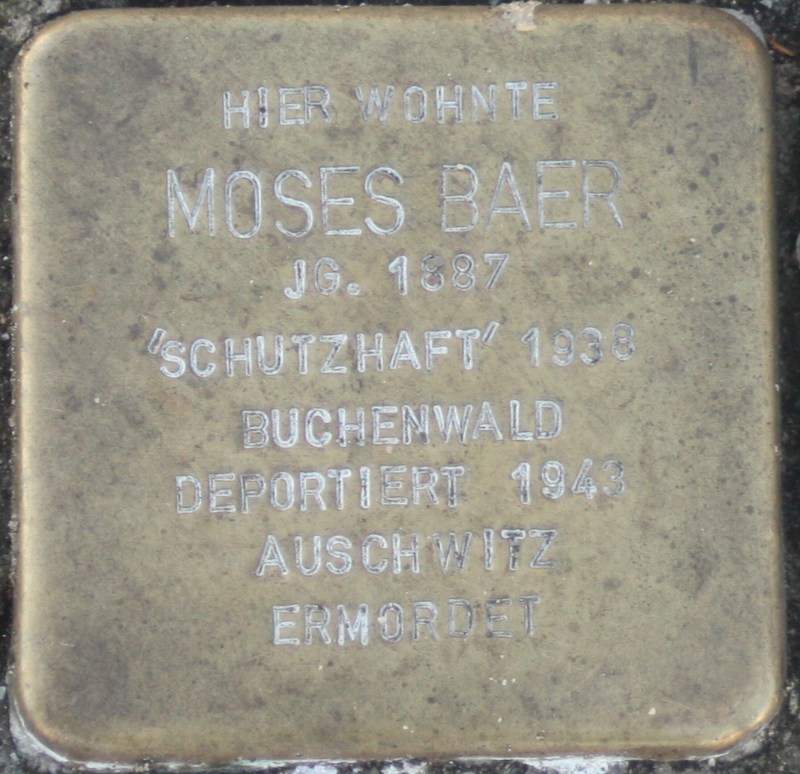 HIER WOHNTE
MOSES BAER
JG. 1887
'SCHUTZHAFT' 1938
BUCHENWALD
DEPORTIERT 1943
AUSCHWITZ
ERMORDET